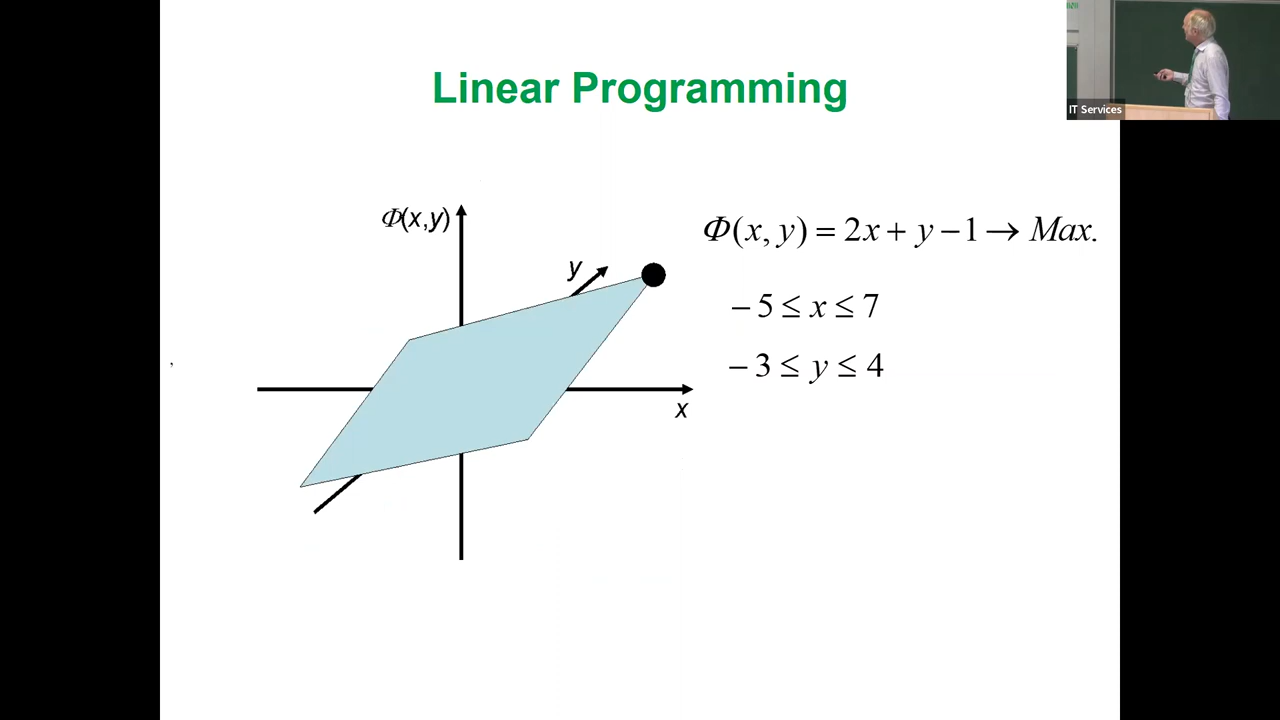 Linear Programming
IT Services
Φ(x,y)
y
x
Φ(x, y) = 2x + y − 1 → Max.
− 5 ≤ x ≤ 7
− 3 ≤ y ≤ 4